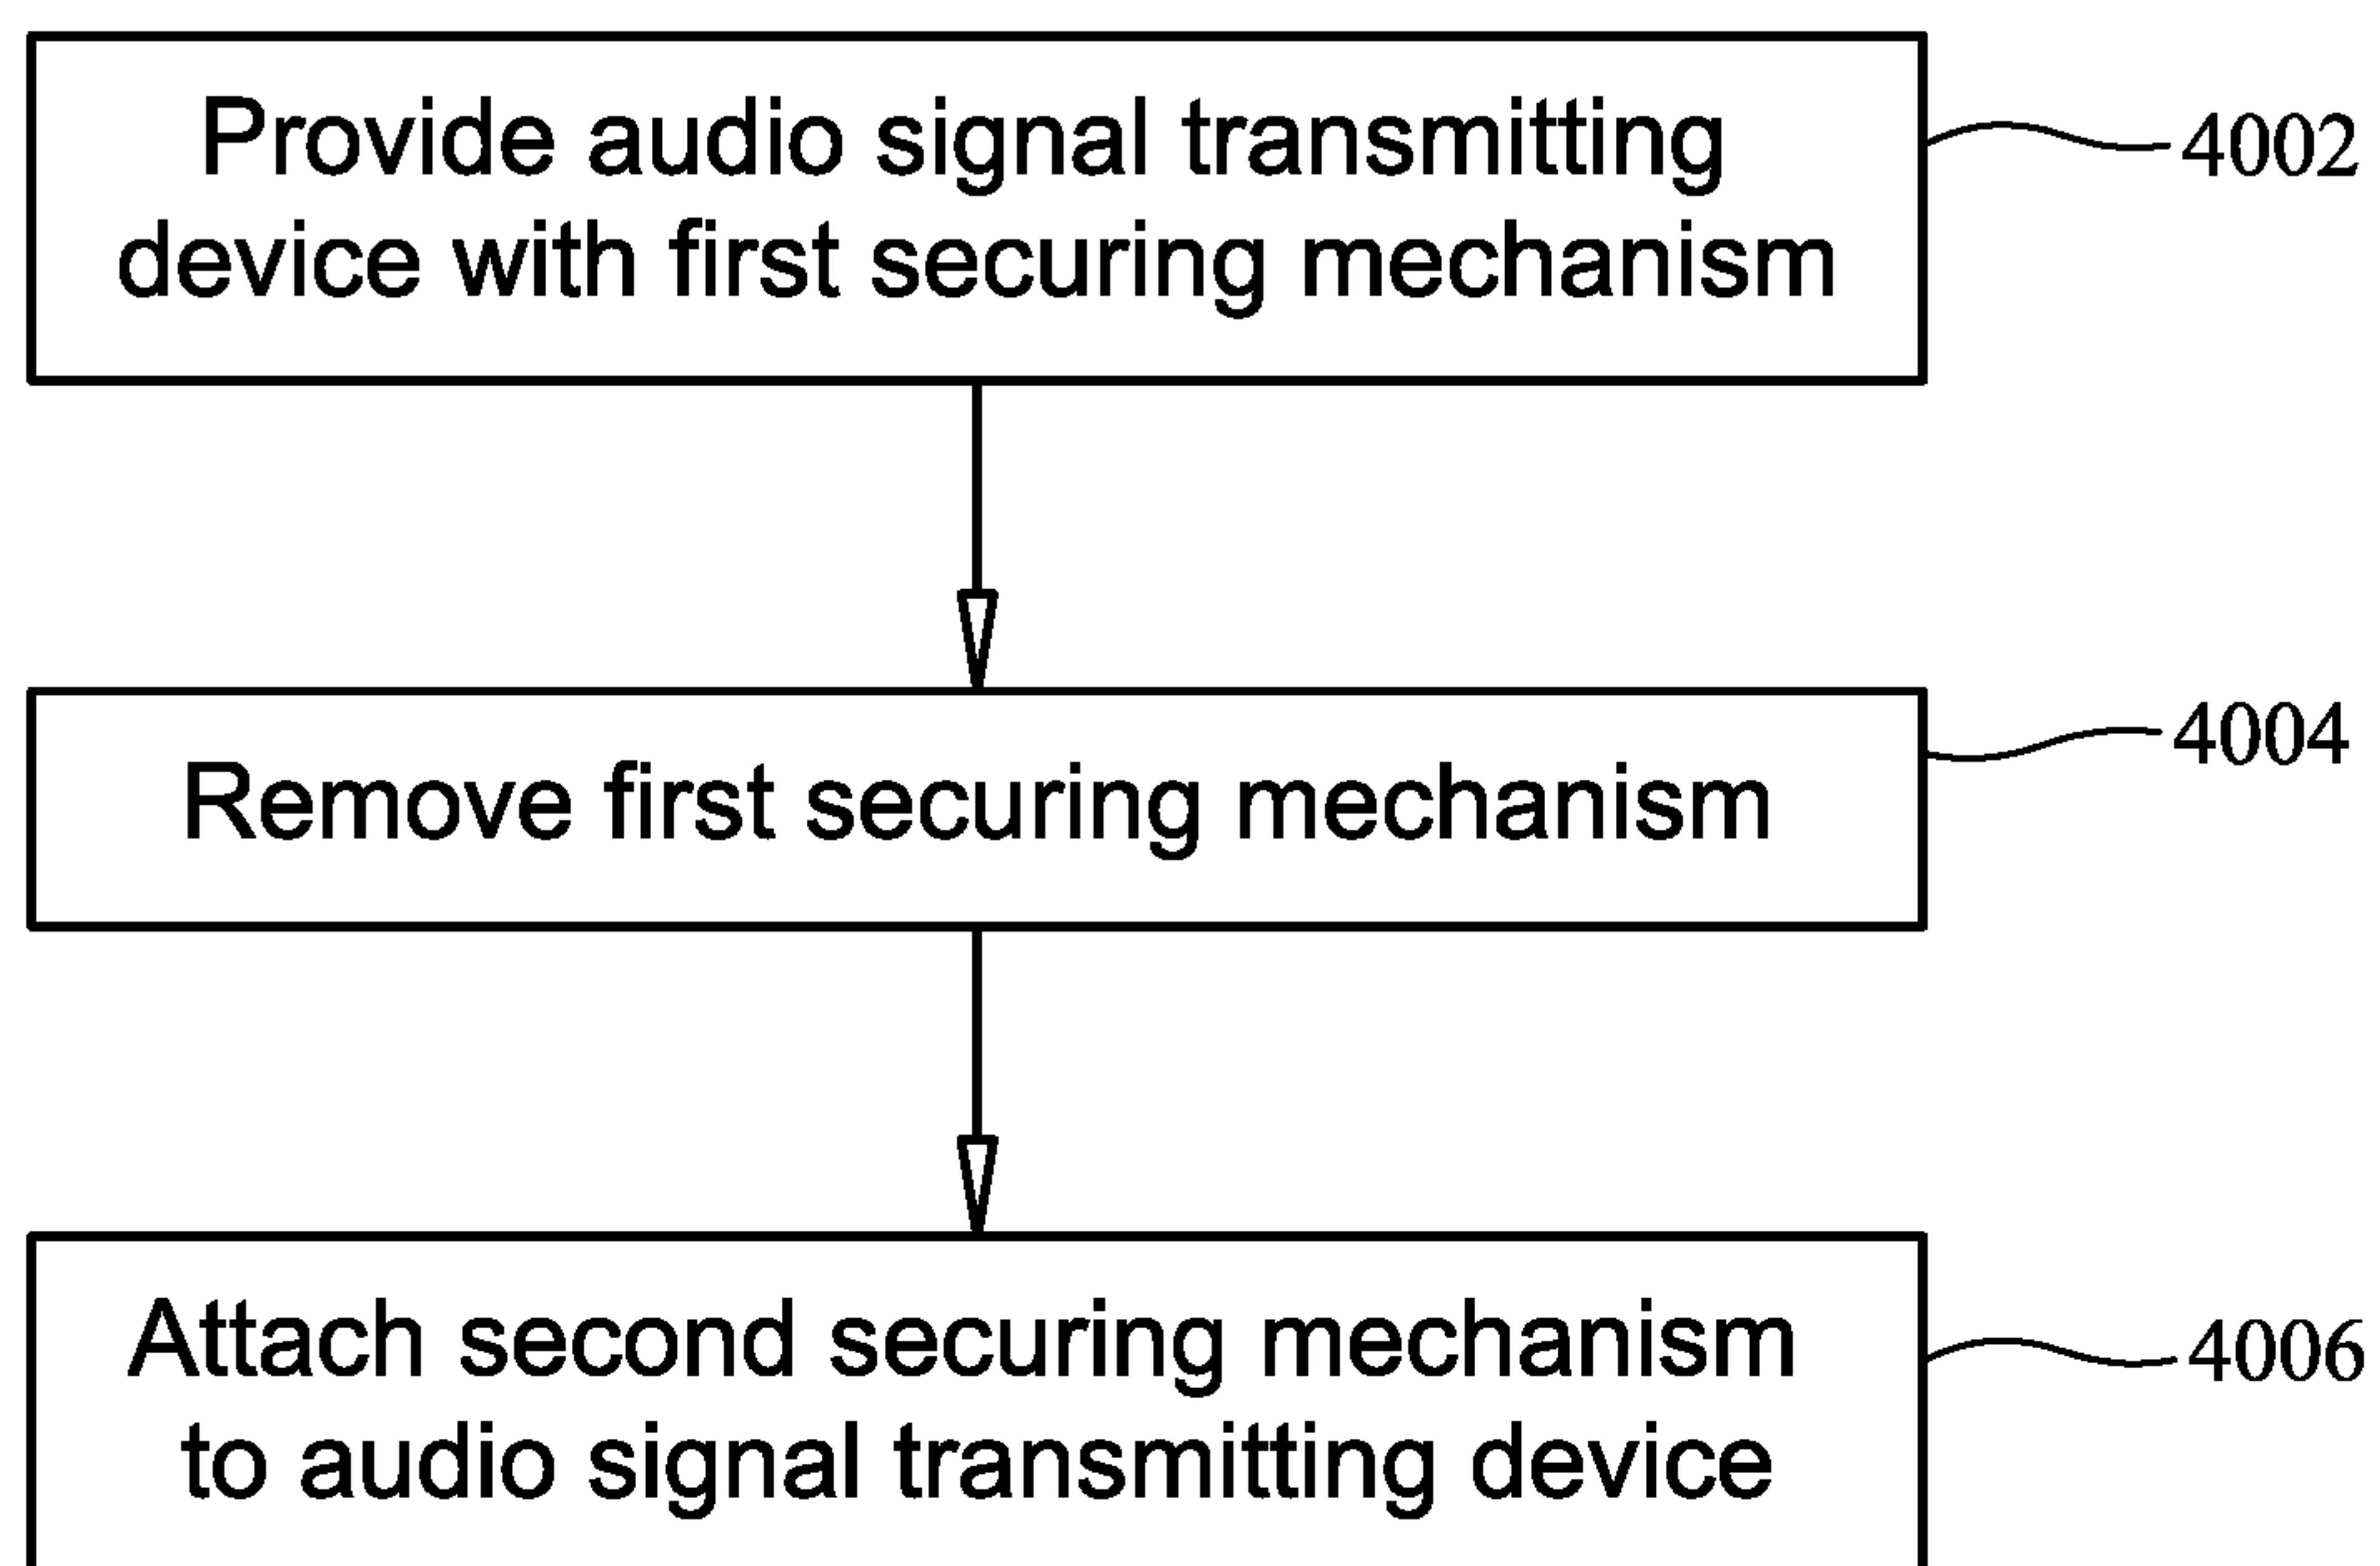 Provide audio signal transmitting
device with first securing mechanism
4002
Remove first securing mechanism
4004
Attach second securing mechanism
to audio signal transmitting device
4006